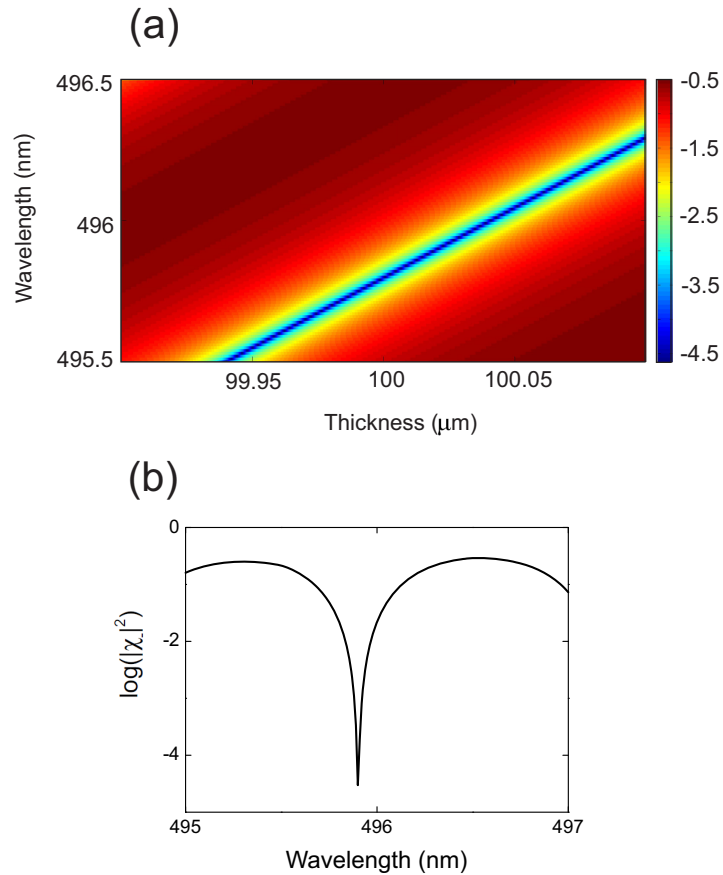 (a)
496.5
496
495.5
Wavelength (nm)
99.95 100 100.05
Thickness (μm)
-0.5
-1.5
-2.5
-3.5
-4.5
(b)
0
-2
-4
log(|χ_-|²)
495 496 497
Wavelength (nm)